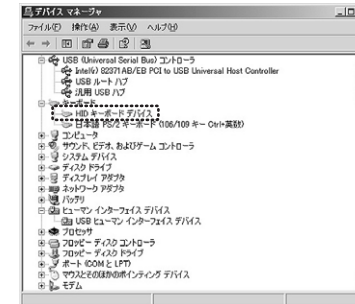 デバイス マネージャ
ファイル(F) 操作(A) 表示(V) ヘルプ(H)
USB (Universal Serial Bus) コントローラ
Intel(r) 82371AB/EB PCI to USB Universal Host Controller
USB ルート ハブ
汎用 USB ハブ
キーボード
HID キーボード デバイス
日本語 PS/2 キーボード (106/109 キー Ctrl+英数)
コンピュータ
サウンド、ビデオ、およびゲーム コントローラ
システム デバイス
ディスク ドライブ
ディスプレイ アダプタ
ネットワーク アダプタ
バッテリ
ヒューマン インターフェイス デバイス
USB ヒューマン インターフェイス デバイス
プロセッサ
フロッピー ディスク コントローラ
フロッピー ディスク ドライブ
ポート (COM と LPT)
マウスとそのほかのポインティング デバイス
モデム